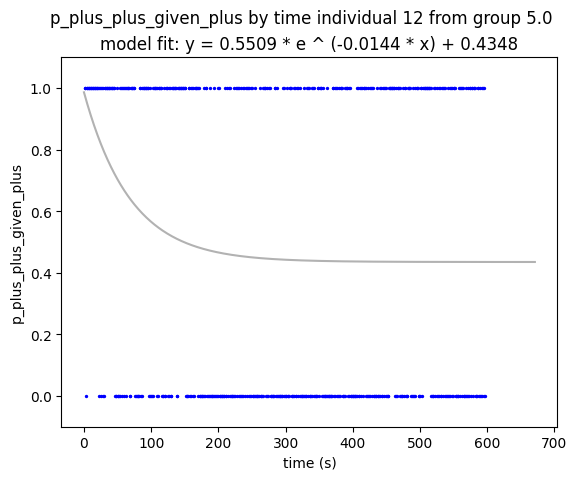 p_plus_plus_given_plus by time individual 12 from group 5.0
model fit: y = 0.5509 * e ^ (-0.0144 * x) + 0.4348
p_plus_plus_given_plus
1.0
0.8
0.6
0.4
0.2
0.0
0 100 200 300 400 500 600 700
time (s)